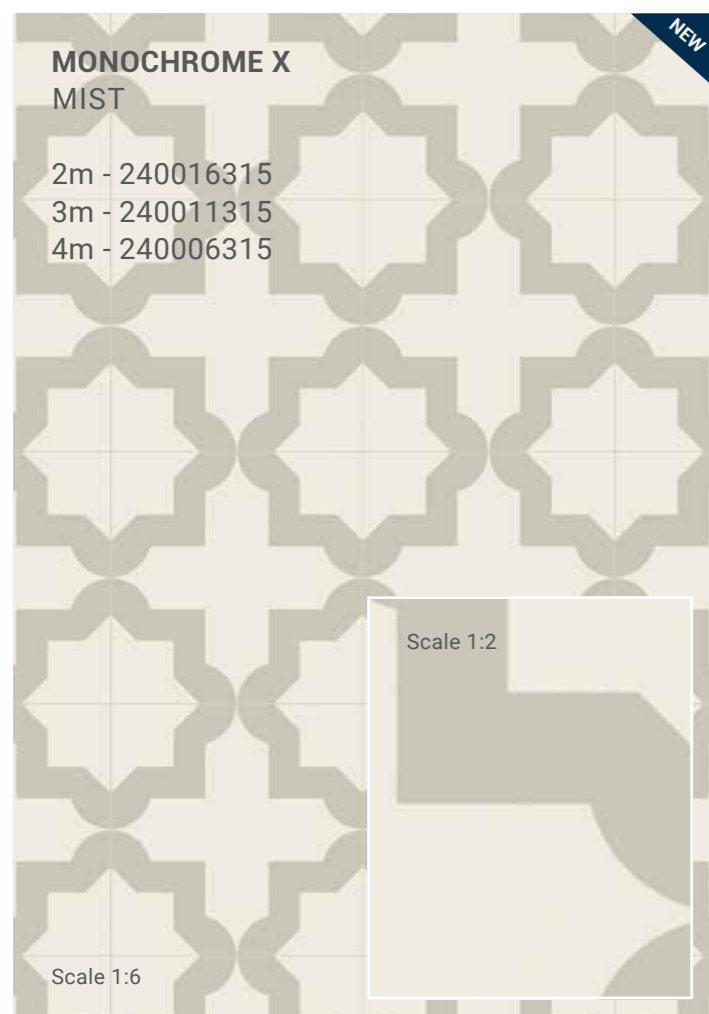 NEW
MONOCHROME X
MIST
2m - 240016315
3m - 240011315
4m - 240006315
Scale 1:2
Scale 1:6